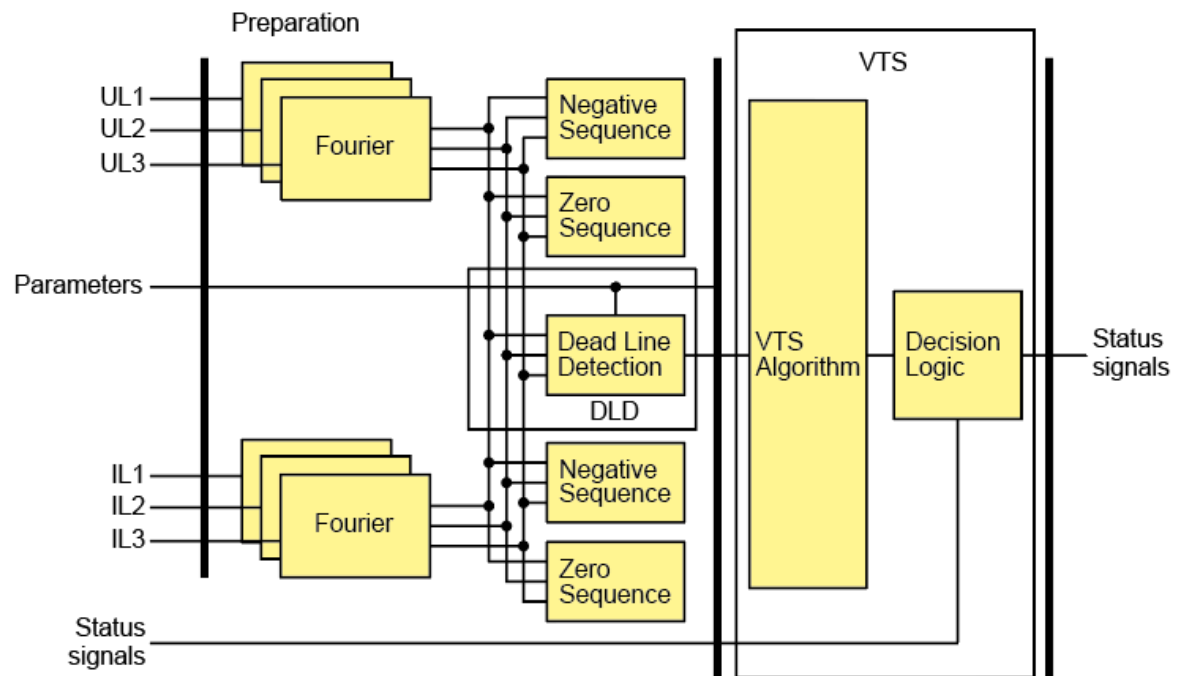 Preparation
VTS
UL1
UL2
UL3
Fourier
Negative
Sequence
Zero
Sequence
Parameters
Dead Line
Detection
DLD
VTS
Algorithm
Decision
Logic
Status
signals
IL1
IL2
IL3
Fourier
Negative
Sequence
Zero
Sequence
Status
signals